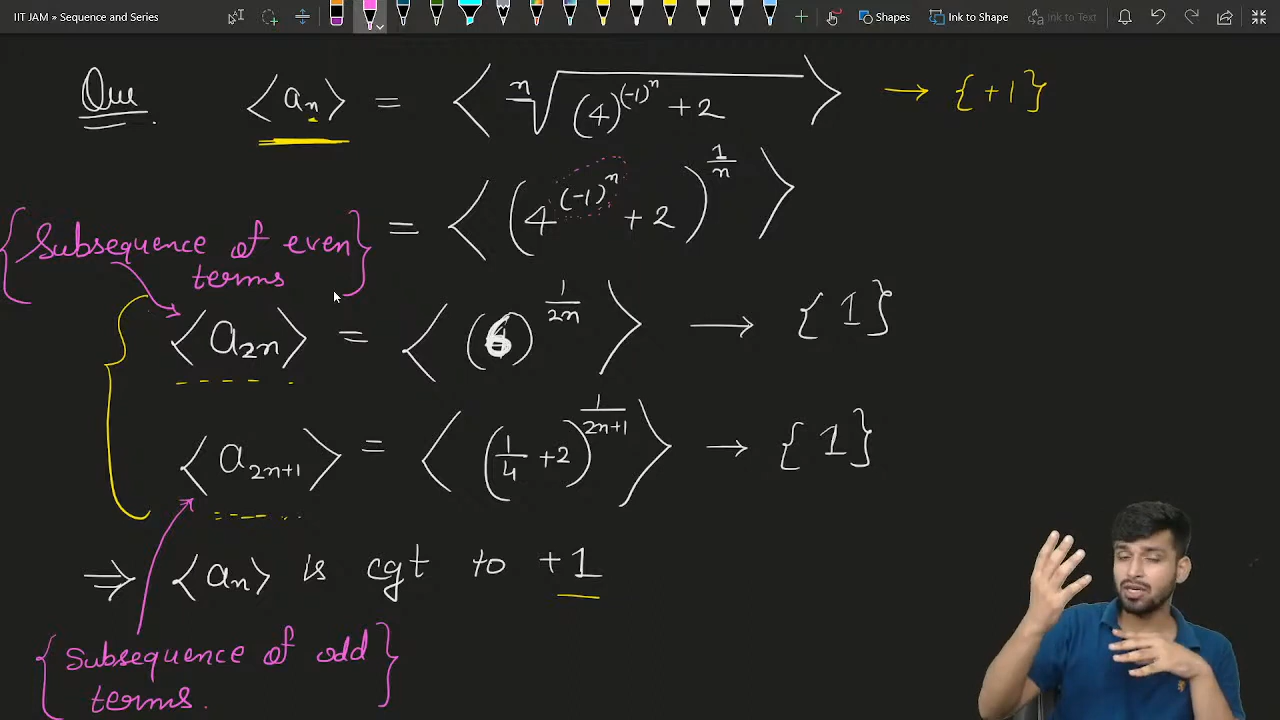 IIT JAM » Sequence and Series
Shapes
Ink to Shape
Ink to Text
Que <aₙ> = < ⁿ√((4)^(-1)^n + 2) > → {+1}
= < (4^(-1)^n + 2)^(1/n) >
{Subsequence of even
terms}
<a₂ₙ> = < (6)^(1/2n) > → {1}
<a₂ₙ₊₁> = < (1/4 + 2)^(1/2n+1) > → {1}
⇒ <aₙ> is cgt to +1
{Subsequence of odd
terms.}